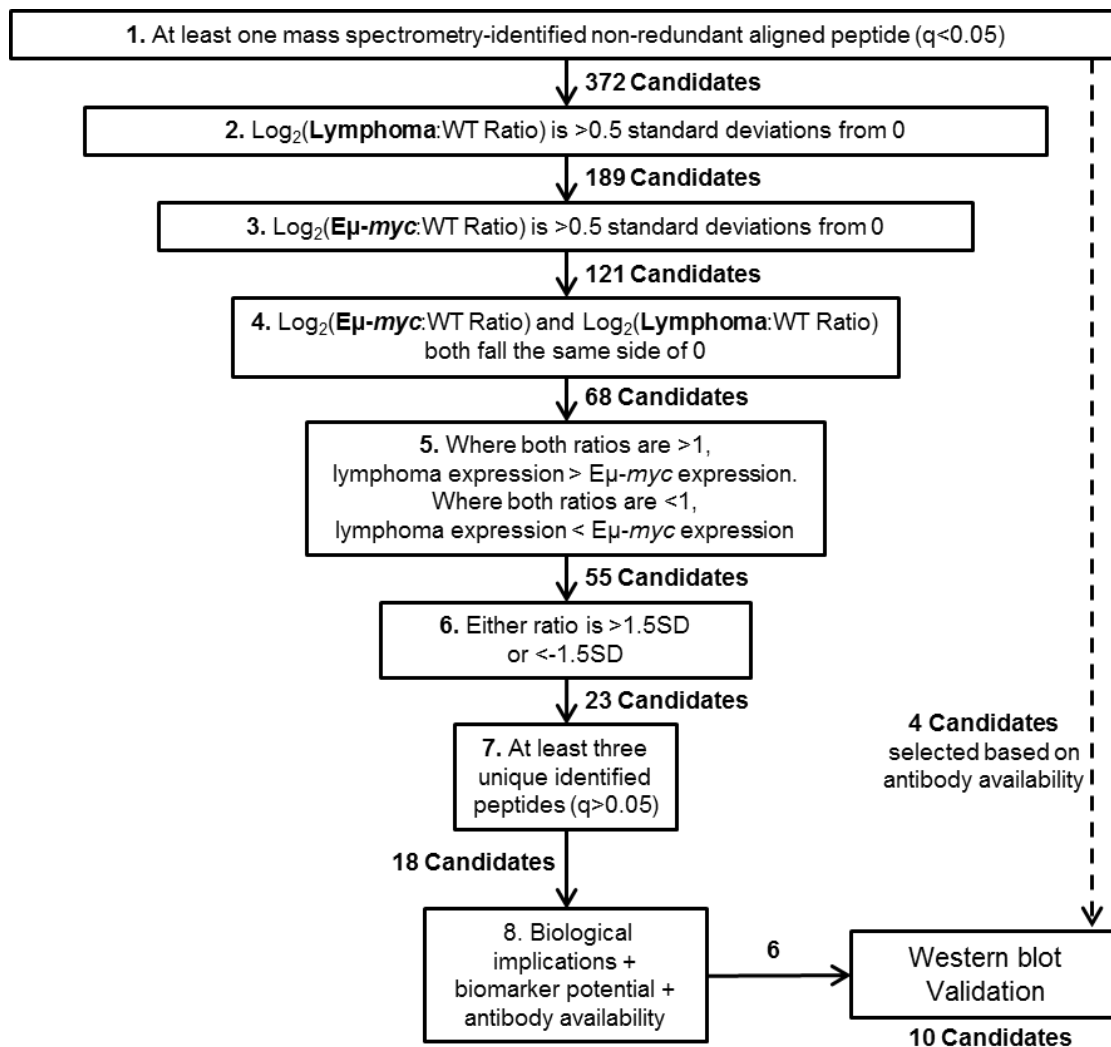 1. At least one mass spectrometry-identified non-redundant aligned peptide (q<0.05)
372 Candidates
2. Log₂(Lymphoma:WT Ratio) is >0.5 standard deviations from 0
189 Candidates
3. Log₂(Eμ-myc:WT Ratio) is >0.5 standard deviations from 0
121 Candidates
4. Log₂(Eμ-myc:WT Ratio) and Log₂(Lymphoma:WT Ratio)
both fall the same side of 0
68 Candidates
5. Where both ratios are >1,
lymphoma expression > Eμ-myc expression.
Where both ratios are <1,
lymphoma expression < Eμ-myc expression
55 Candidates
6. Either ratio is >1.5SD
or <-1.5SD
23 Candidates
7. At least three
unique identified
peptides (q>0.05)
18 Candidates
8. Biological
implications +
biomarker potential +
antibody availability
6
4 Candidates
selected based on
antibody availability
Western blot
Validation
10 Candidates